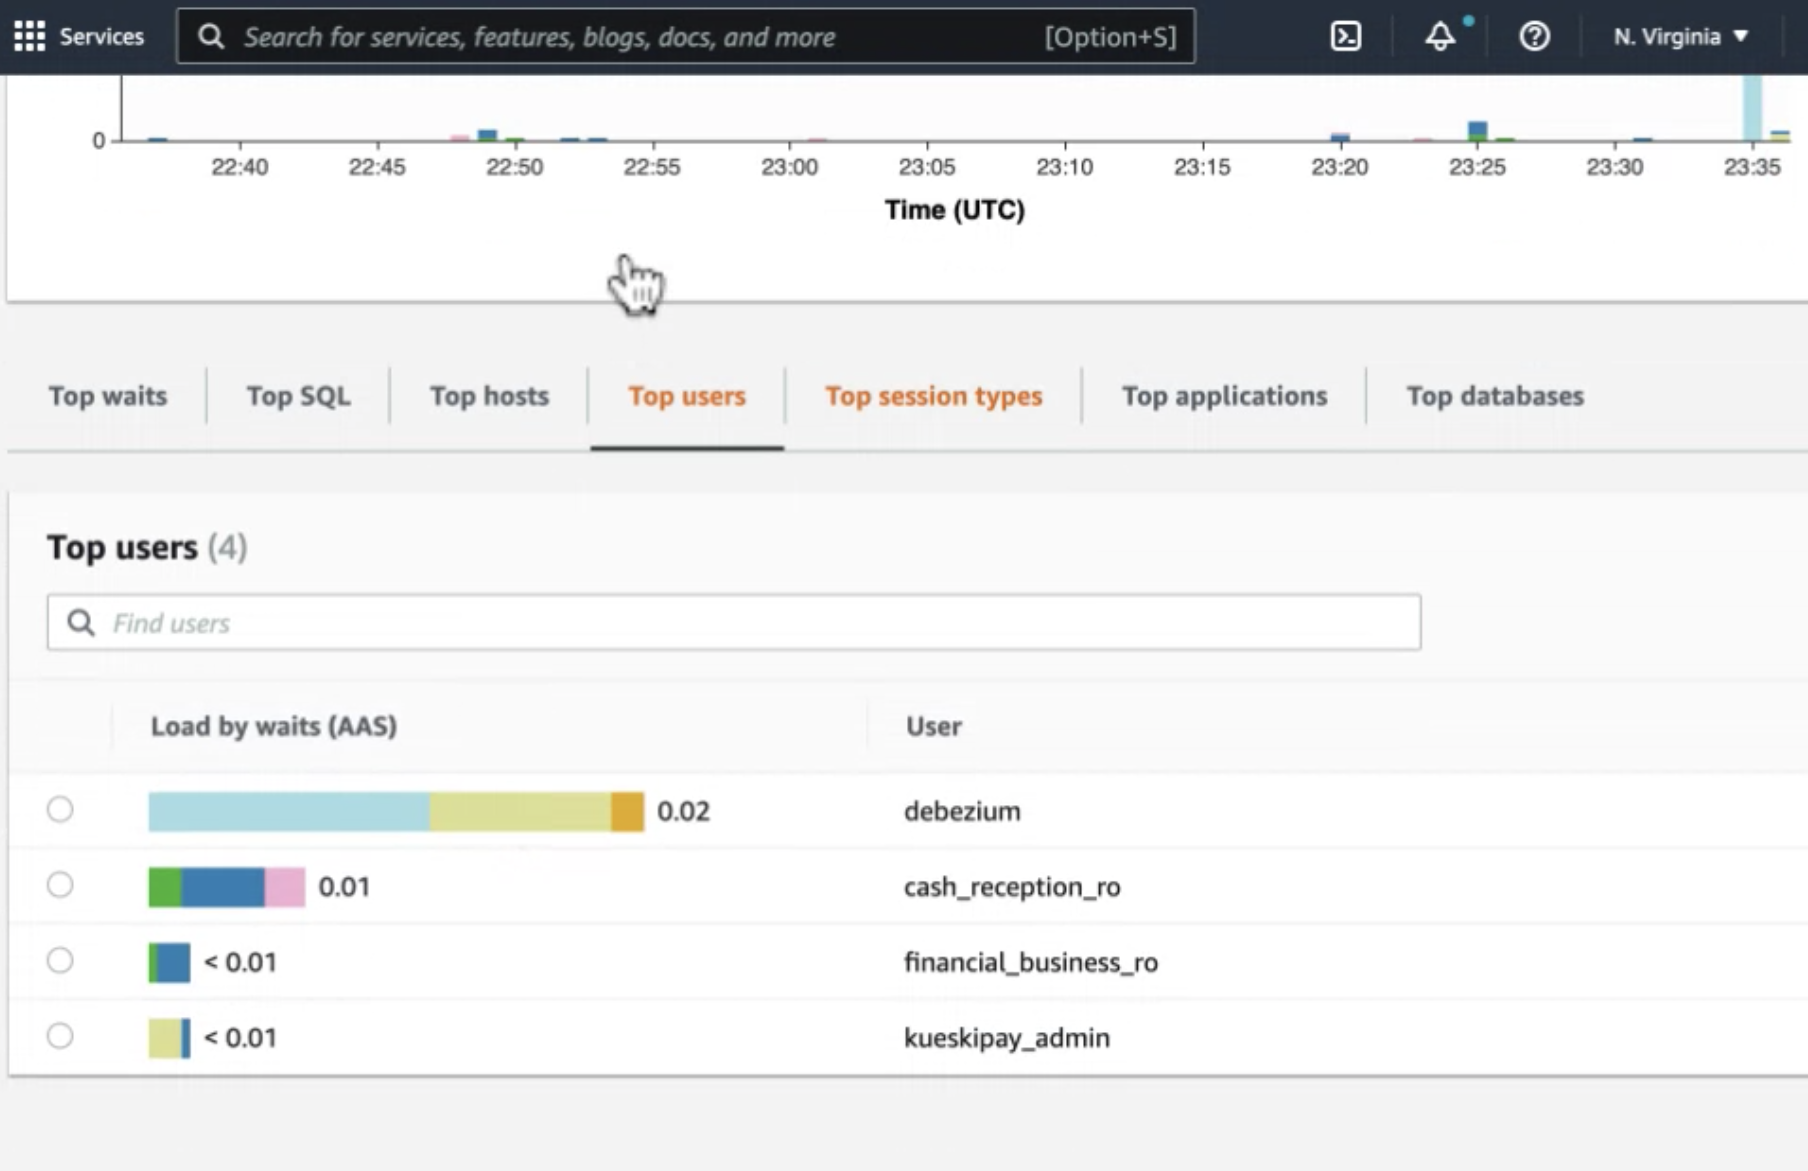 Services
Search for services, features, blogs, docs, and more [Option+S]
N. Virginia ▼
0
22:40 22:45 22:50 22:55 23:00 23:05 23:10 23:15 23:20 23:25 23:30 23:35
Time (UTC)
Top waits Top SQL Top hosts Top users Top session types Top applications Top databases
Top users (4)
Find users
Load by waits (AAS) User
0.02 debezium
0.01 cash_reception_ro
< 0.01 financial_business_ro
< 0.01 kueskipay_admin